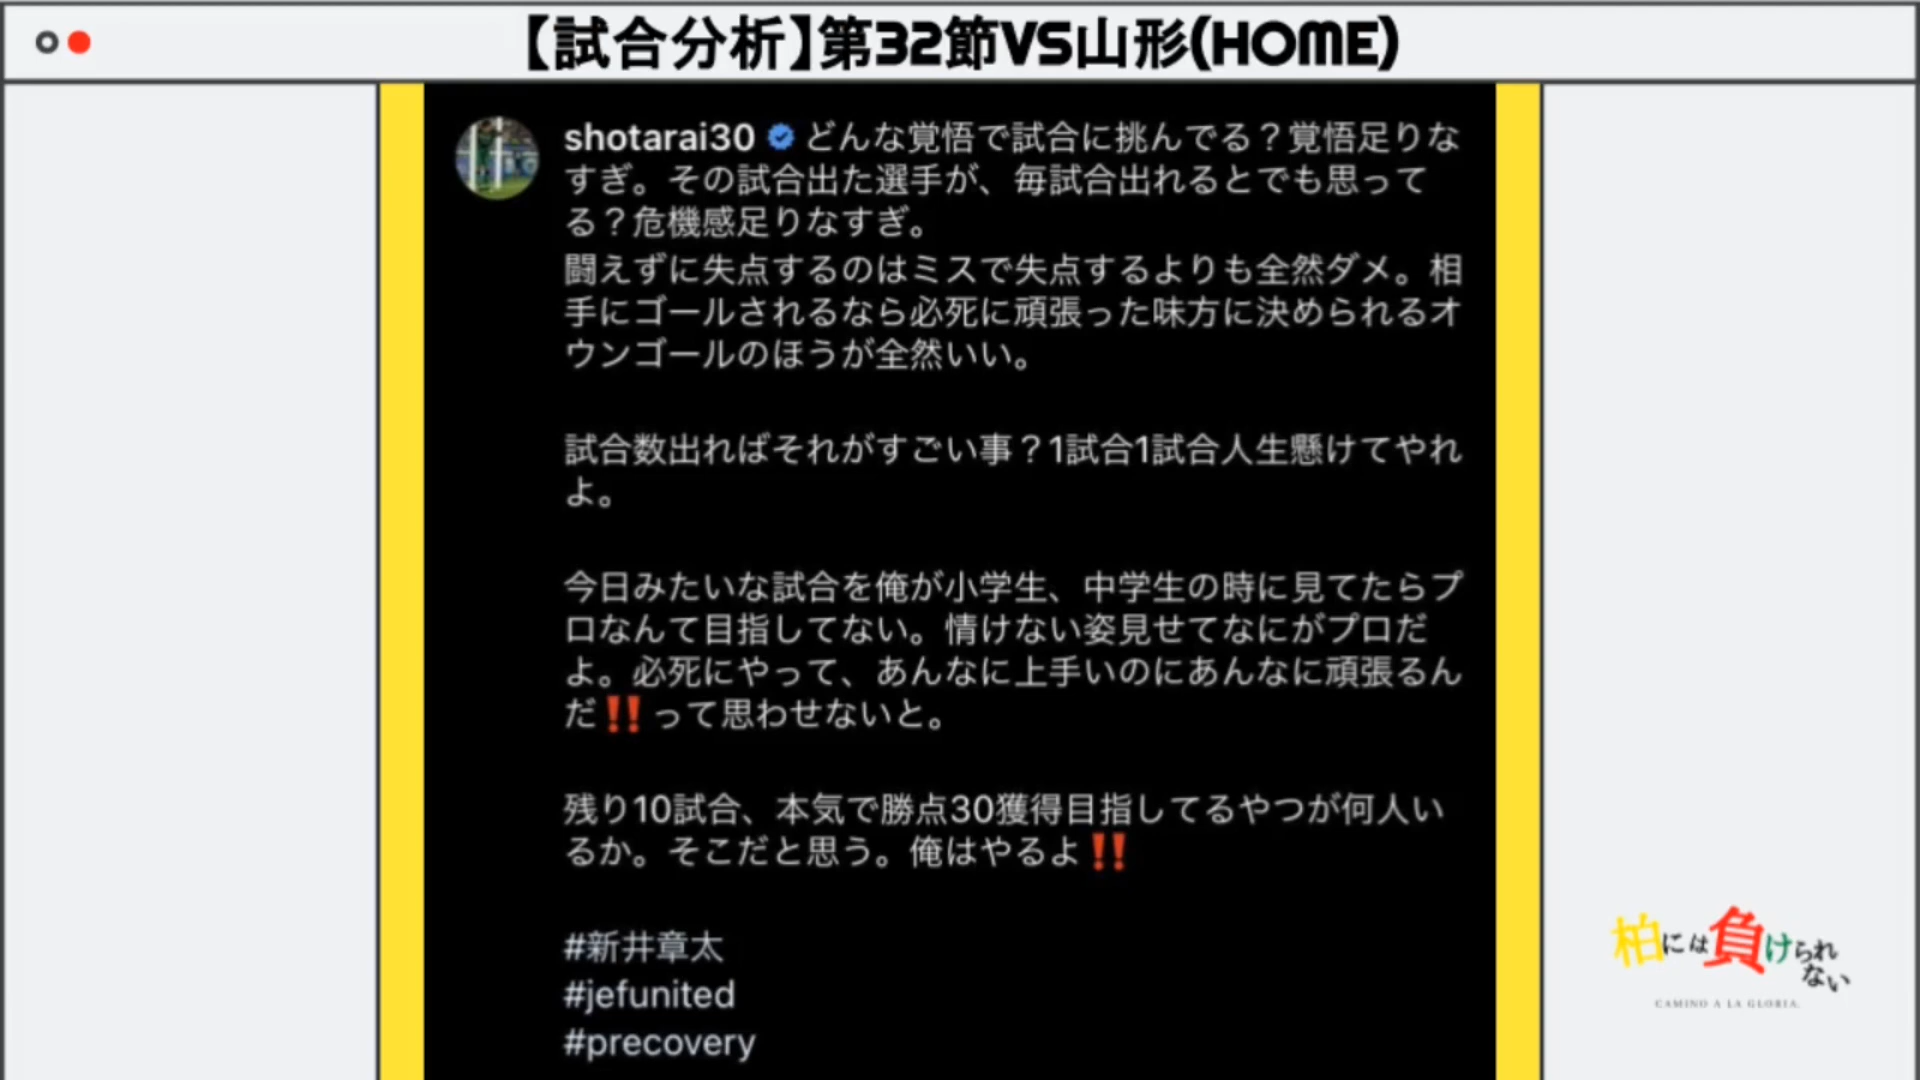 【試合分析】第32節VS山形(HOME)
shotarai30 どんな覚悟で試合に挑んでる？覚悟足りな
すぎ。その試合出た選手が、毎試合出れるとでも思って
る？危機感足りなすぎ。
闘えずに失点するのはミスで失点するよりも全然ダメ。相
手にゴールされるなら必死に頑張った味方に決められるオ
ウンゴールのほうが全然いい。
試合数出ればそれがすごい事？1試合1試合人生懸けてやれ
よ。
今日みたいな試合を俺が小学生、中学生の時に見てたらプ
ロなんて目指してない。情けない姿見せてなにがプロだ
よ。必死にやって、あんなに上手いのにあんなに頑張るん
だ‼️って思わせないと。
残り10試合、本気で勝点30獲得目指してるやつが何人い
るか。そこだと思う。俺はやるよ‼️
#新井章太
#jefunited
#precovery
柏には負けられ
ない
CAMINO A LA GLORIA.